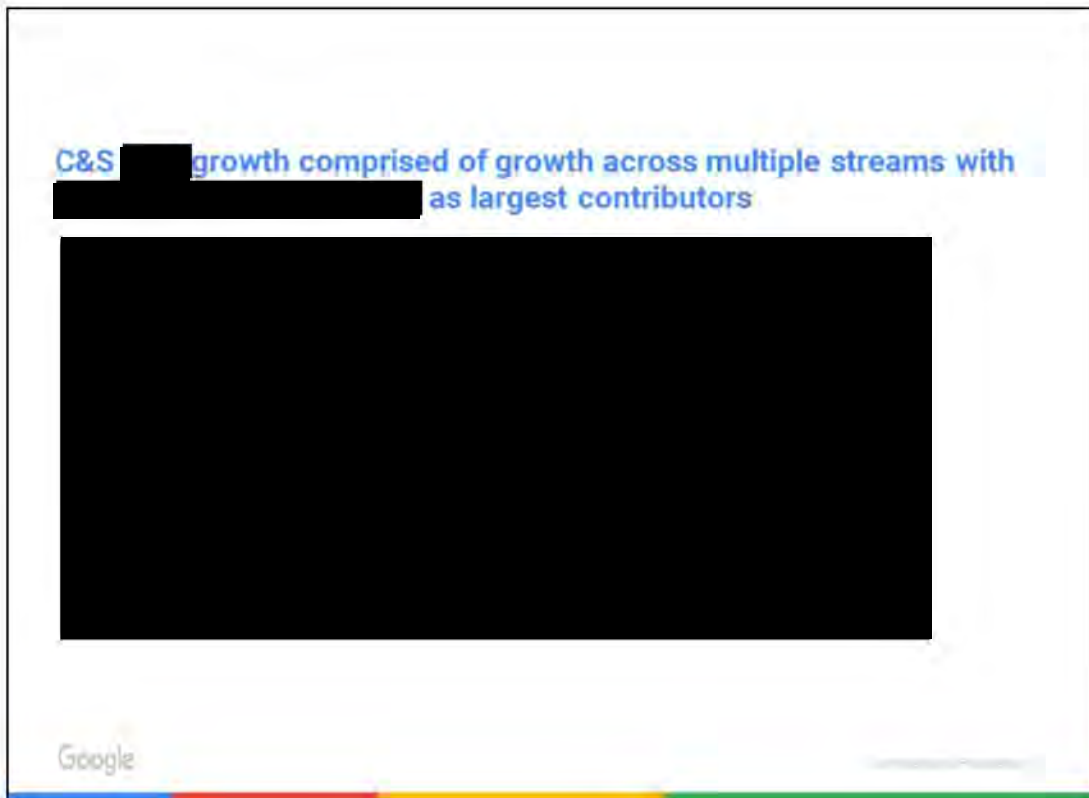 C&S growth comprised of growth across multiple streams with
as largest contributors
Google